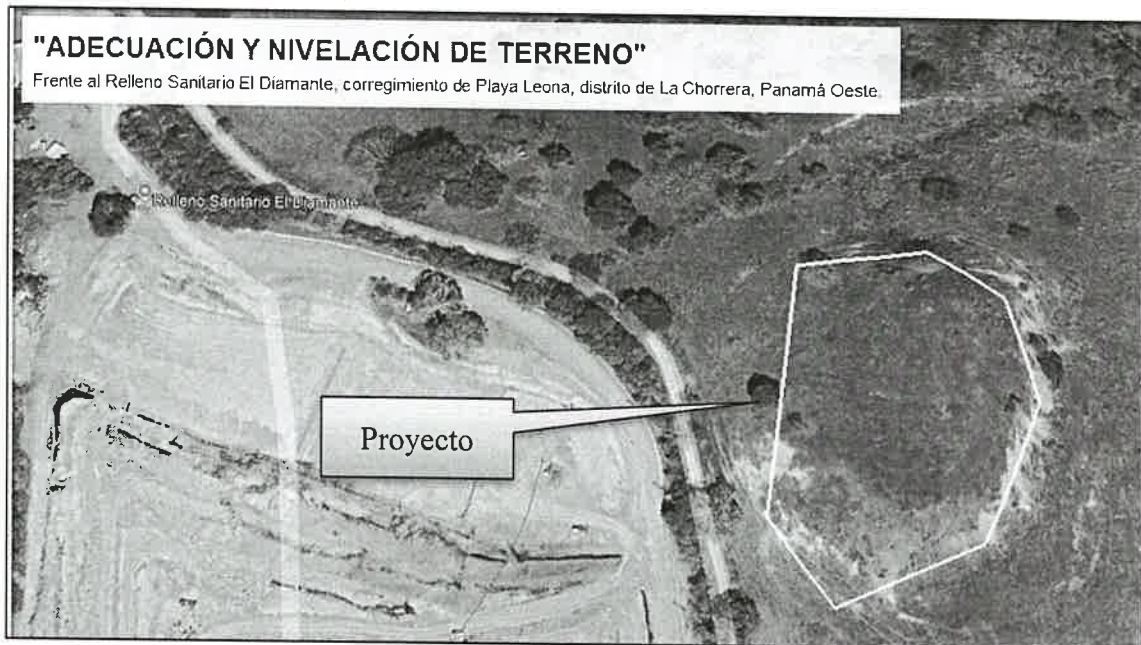 "ADECUACIÓN Y NIVELACIÓN DE TERRENO"
Frente al Relleno Sanitario El Diamante, corregimiento de Playa Leona, distrito de La Chorrera, Panamá Oeste.
Relleno Sanitario El Diamante
Proyecto